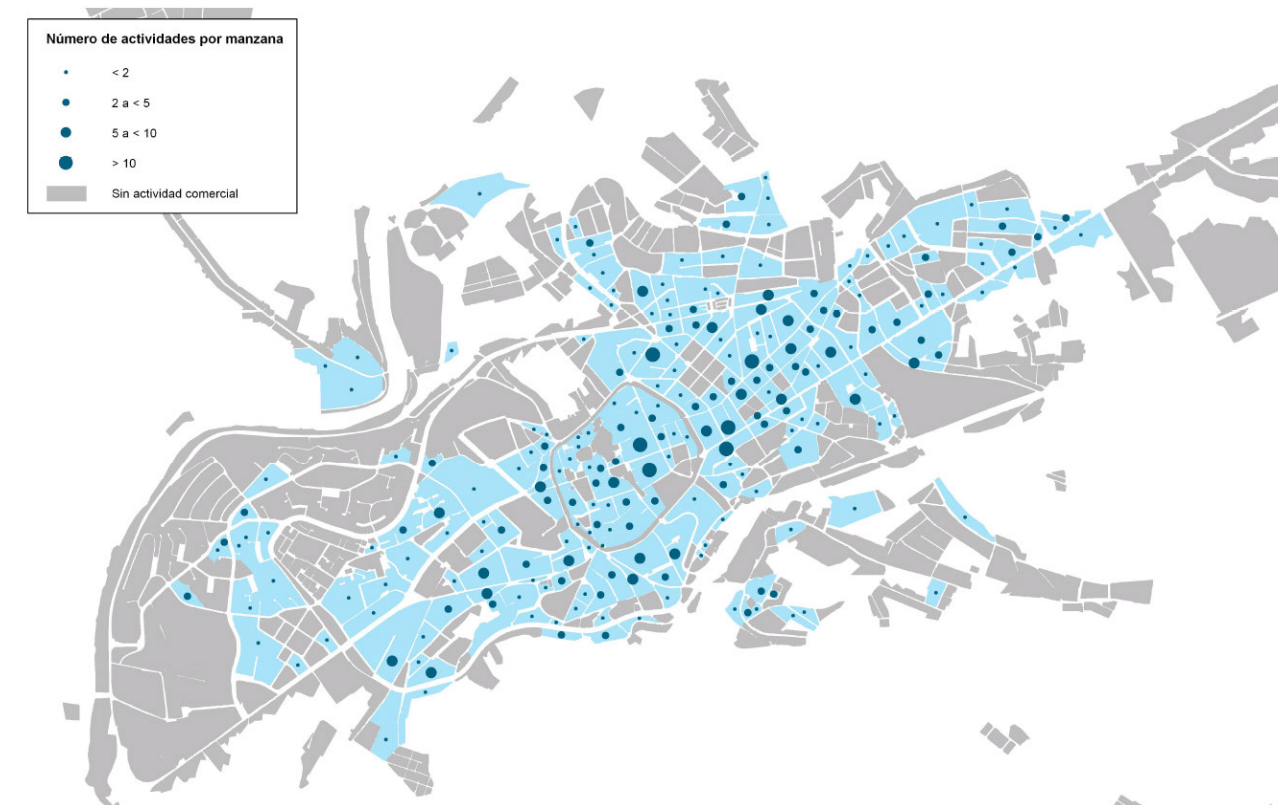 Número de actividades por manzana
< 2
2 a < 5
5 a < 10
> 10
Sin actividad comercial